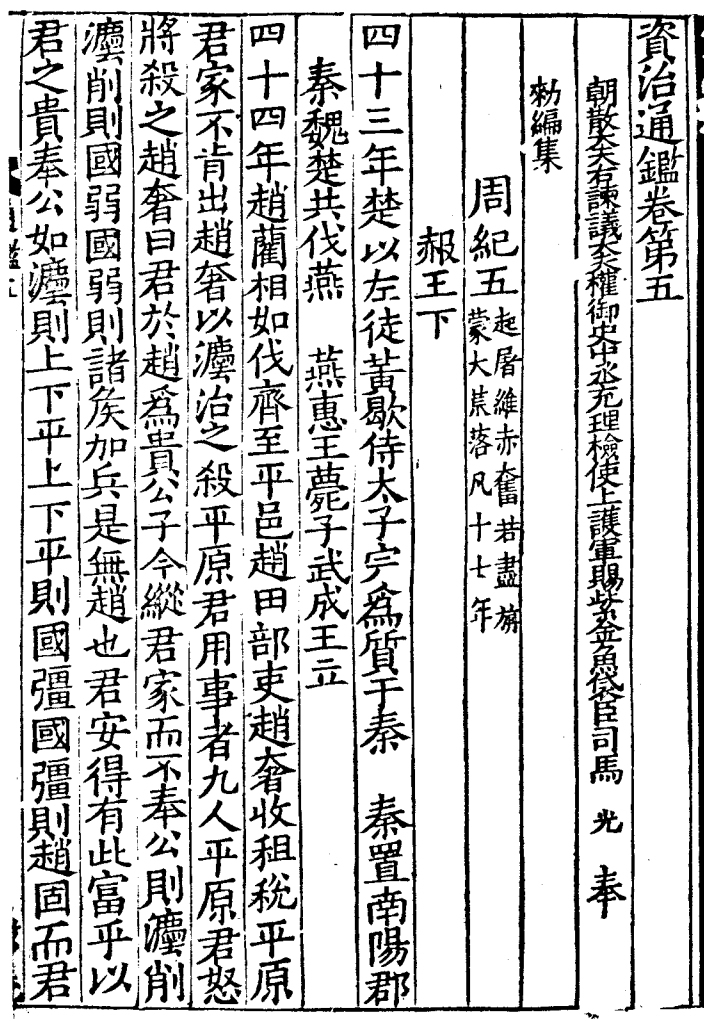 資治通鑑卷第五
朝散大夫右諫議大夫權御史中丞充理檢使上護軍賜紫金魚袋臣司馬 光 奉
勑編集
周紀五 起屠維赤奮若盡旃
蒙大荒落凡十七年
赧王下
四十三年楚以左徒黃歇侍太子完爲質于秦 秦置南陽郡
秦魏楚共伐燕 燕惠王薨子武成王立
四十四年趙藺相如伐齊至平邑趙田部吏趙奢收租稅平原
君家不肯出趙奢以灋治之殺平原君用事者九人平原君怒
將殺之趙奢曰君於趙爲貴公子今縱君家而不奉公則灋削
灋削則國弱國弱則諸矦加兵是無趙也君安得有此富乎以
君之貴奉公如灋則上下平上下平則國彊國彊則趙固而君